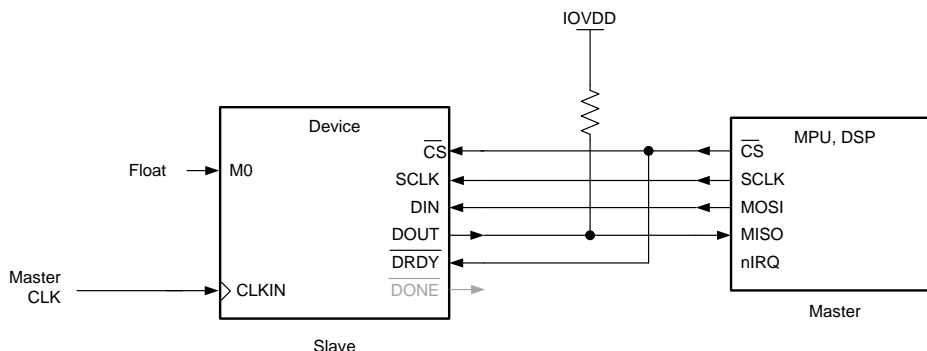 IOVDD
Device
MPU, DSP
CS
CS
Float
M0
SCLK
SCLK
DIN
MOSI
DOUT
MISO
DRDY
nIRQ
Master
CLK
CLKIN
DONE
Master
Slave